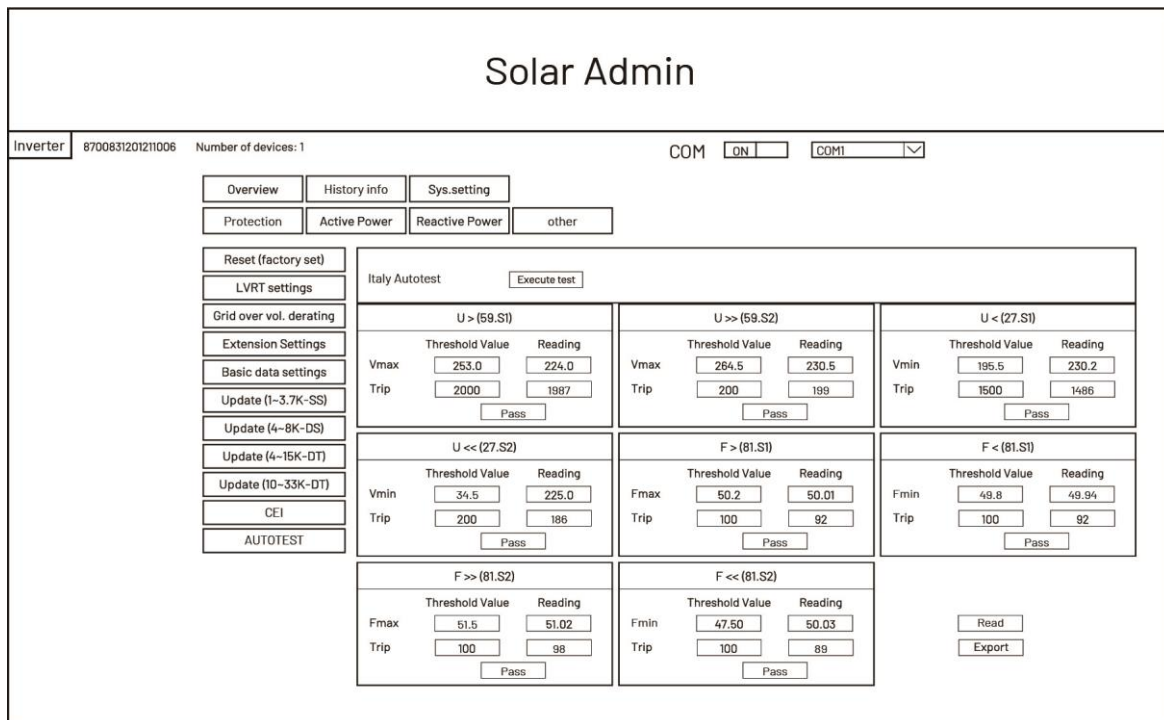 Solar Admin
Inverter 8700831201211006 Number of devices: 1 COM ON COM1
Overview History info Sys.setting
Protection Active Power Reactive Power other
Reset (factory set)
LVRT settings
Grid over vol. derating
Extension Settings
Basic data settings
Update (1~3.7K-SS)
Update (4~8K-DS)
Update (4~15K-DT)
Update (10~33K-DT)
CEI
AUTOTEST
Italy Autotest Execute test
U > (59.S1)
Threshold Value Reading
Vmax 253.0 224.0
Trip 2000 1987
Pass
U >> (59.S2)
Threshold Value Reading
Vmax 264.5 230.5
Trip 200 199
Pass
U < (27.S1)
Threshold Value Reading
Vmin 195.5 230.2
Trip 1500 1486
Pass
U << (27.S2)
Threshold Value Reading
Vmin 34.5 225.0
Trip 200 186
Pass
F > (81.S1)
Threshold Value Reading
Fmax 50.2 50.01
Trip 100 92
Pass
F < (81.S1)
Threshold Value Reading
Fmin 49.8 49.94
Trip 100 92
Pass
F >> (81.S2)
Threshold Value Reading
Fmax 51.5 51.02
Trip 100 98
Pass
F << (81.S2)
Threshold Value Reading
Fmin 47.50 50.03
Trip 100 89
Pass
Read
Export